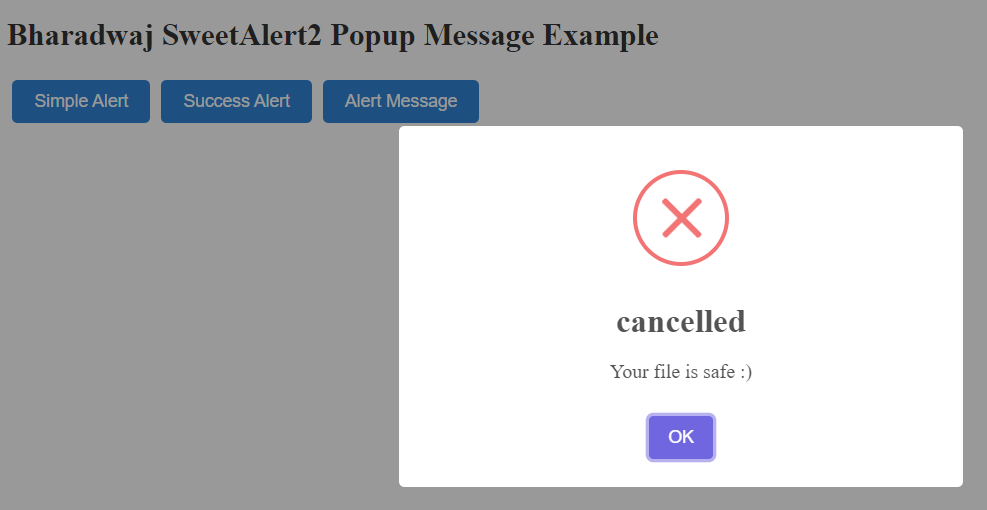 Bharadwaj SweetAlert2 Popup Message Example
Simple Alert Success Alert Alert Message
cancelled
Your file is safe :)
OK